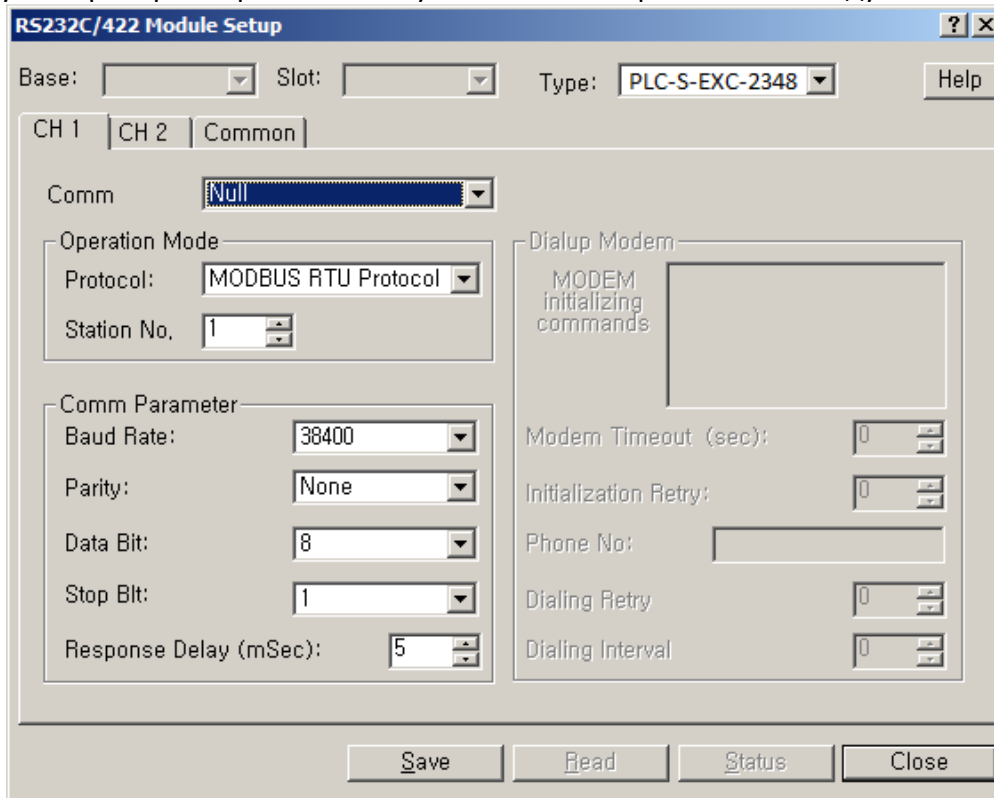 RS232C/422 Module Setup
Base: Slot: Type: PLC-S-EXC-2348 Help
CH 1 CH 2 Common
Comm Null
Operation Mode
Protocol: MODBUS RTU Protocol
Station No, 1
Comm Parameter
Baud Rate: 38400
Parity: None
Data Bit: 8
Stop BIt: 1
Response Delay (mSec): 5
Dialup Modem
MODEM
initializing
commands
Modem Timeout (sec): 0
Initialization Retry: 0
Phone No:
Dialing Retry 0
Dialing Interval 0
Save Read Status Close